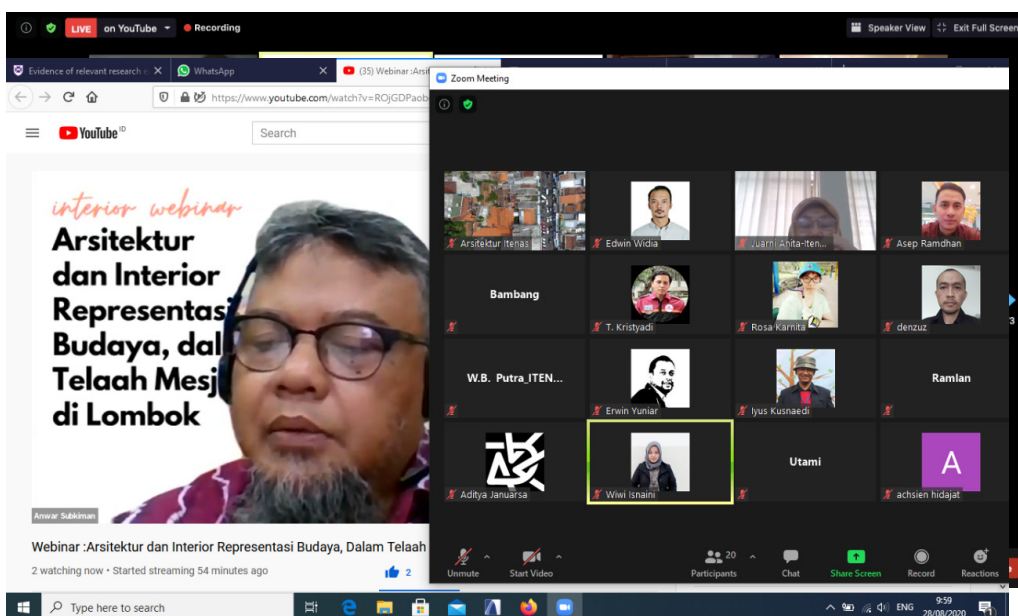 LIVE on YouTube Recording
Speaker View Exit Full Screen
Evidence of relevant research
WhatsApp
(35) Webinar :Arsit
Zoom Meeting
https://www.youtube.com/watch?v=ROjGDPaob
YouTube ID
Search
interior webinar
Arsitektur
dan Interior
Representas
Budaya, dal
Telaah Mesj
di Lombok
Anwar Subkiman
Webinar :Arsitektur dan Interior Representasi Budaya, Dalam Telaah
2 watching now • Started streaming 54 minutes ago
2
Arsitektur Itenas
Edwin Widia
Juarni Anita-Iten...
Asep Ramdhan
Bambang
T. Kristyadi
Rosa Karnita
denzuz
W.B. Putra_ITEN...
Erwin Yuniar
Iyus Kusnaedi
Ramlan
Aditya Januarsa
Wiwi Isnaini
Utami
A
achsien hidajat
Unmute
Start Video
20
Participants
Chat
Share Screen
Record
Reactions
Type here to search
ENG
9:59
28/08/2020